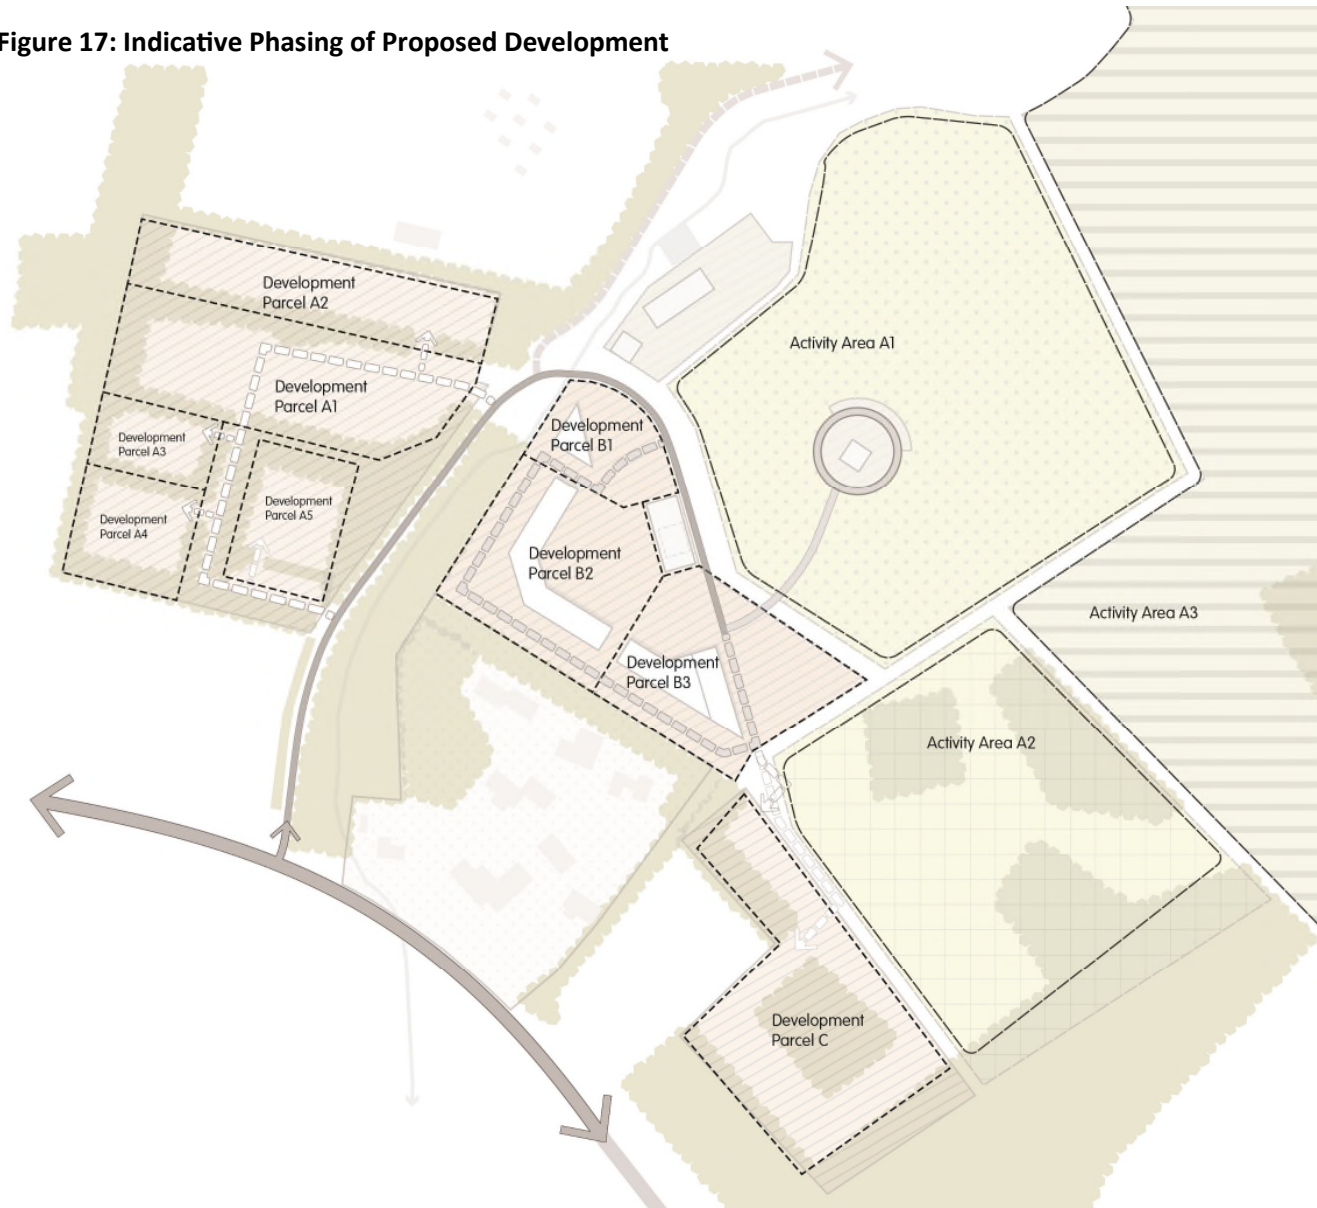 Figure 17: Indicative Phasing of Proposed Development
Development
Parcel A2
Activity Area A1
Development
Parcel A1
Development
Parcel B1
Development
Parcel A3
Development
Parcel A5
Development
Parcel A4
Development
Parcel B2
Activity Area A3
Development
Parcel B3
Activity Area A2
Development
Parcel C